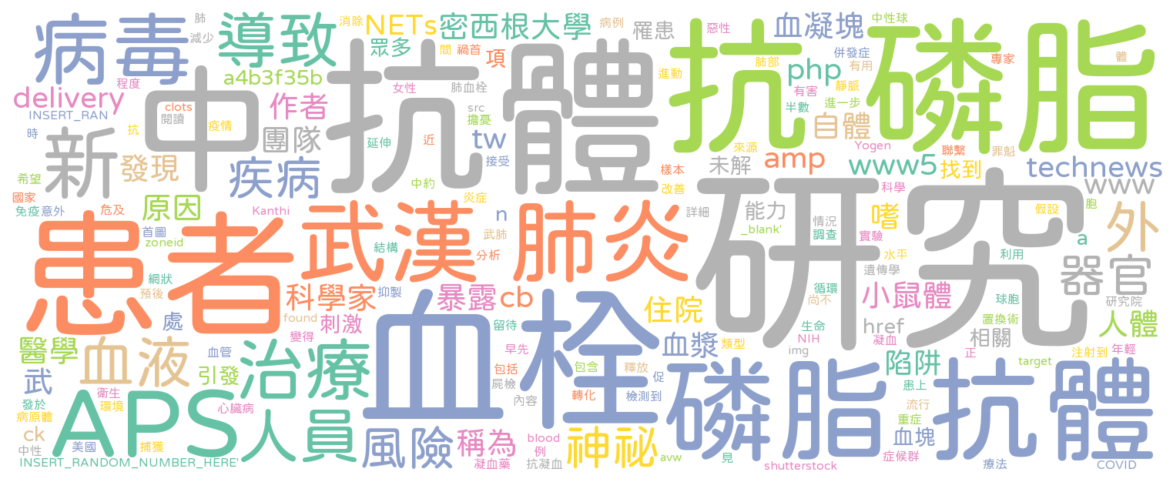 病毒 導致 NETs 密西根大學 血凝塊
肺 減少 消除 眾多 問 病例 罹患 中性球 惡性
程度 a4b3f35b 項 禍首 併發症 專家 體
delivery 作者 女性 肺血栓 進動 肺部 php 靜脈 有用
抗磷脂
INSERT_RAN clots src 擔憂 有害 半數 進一步
中 抗體
時 閱讀 抗 疫情 團隊 延伸 近 tw 自體 Yogen 聯繫 罪魁
新 發現 疾病 接受 來源 未解 amp www5 找到 technews
希望 中約 樣本 改善 科學 www
國家 原因 炎症 假設 胞
免疫 意外 危及 Kanthi n 詳細 能力 嗜 a 外
首圖 zoneid 武肺 _blank' 情況 調查 實驗 利用
患者 武漢 肺炎 研究
網狀 結構 分析 水平 器官
預後 抑製 遺傳學 循環 球胞 研究院
科學家 暴露 cb 住院 尚不 小鼠體
處 found 刺激 留待 href 置換術 人體
醫學 血液 血管 變得 血栓 血漿 類型 生命 NIH 凝血 相關 正 年輕
武 引發 治療 早先 包括 包含 釋放 促 img 陷阱 target 注射到
發於 衛生 心臟病 屍檢 轉化 檢測到 患上
病原體 環境 內容 磷脂 抗體
APS 人員 流行 重症
ck 美國 捕獲 風險 稱為 blood 例 神祕 血塊
中性 凝血藥 抗凝血 avw 見 症候群 療法
INSERT_RANDOM_NUMBER_HERE' shutterstock COVID